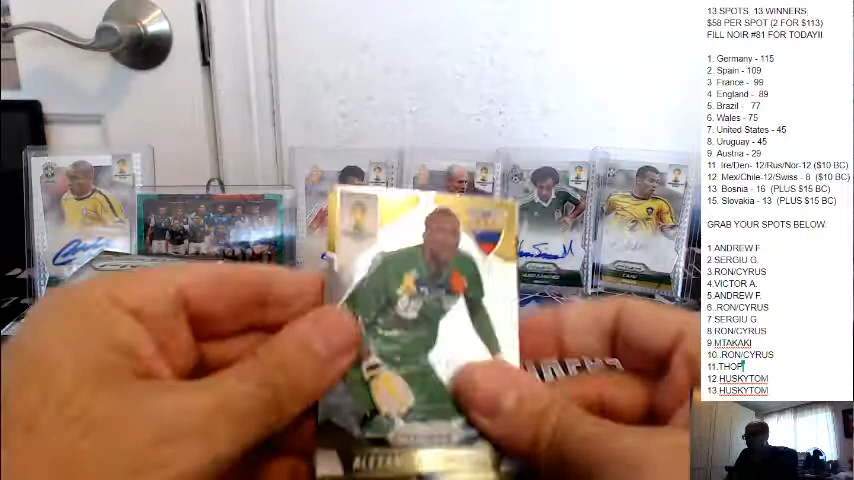 13 SPOTS, 13 WINNERS,
$58 PER SPOT (2 FOR $113)
FILL NOIR #81 FOR TODAY!!
1. Germany - 115
2. Spain - 109
3 France - 99
4. England - 89
5. Brazil - 77
6. Wales - 75
7. United States - 45
8. Uruguay - 45
9. Austria - 29
11. Ire/Den- 12/Rus/Nor-12 ($10 BC)
12. Mex/Chile-12/Swiss - 8 ($10 BC)
13. Bosnia - 16 (PLUS $15 BC)
15. Slovakia - 13 (PLUS $15 BC)
GRAB YOUR SPOTS BELOW.
1 ANDREW F
2. SERGIU G.
3.RON/CYRUS
4.VICTOR A.
5.ANDREW F.
6..RON/CYRUS
7.SERGIU G.
8 RON/CYRUS
9.MTAKAKI
10..RON/CYRUS
11.THOP
12.HUSKYTOM
13.HUSKYTOM